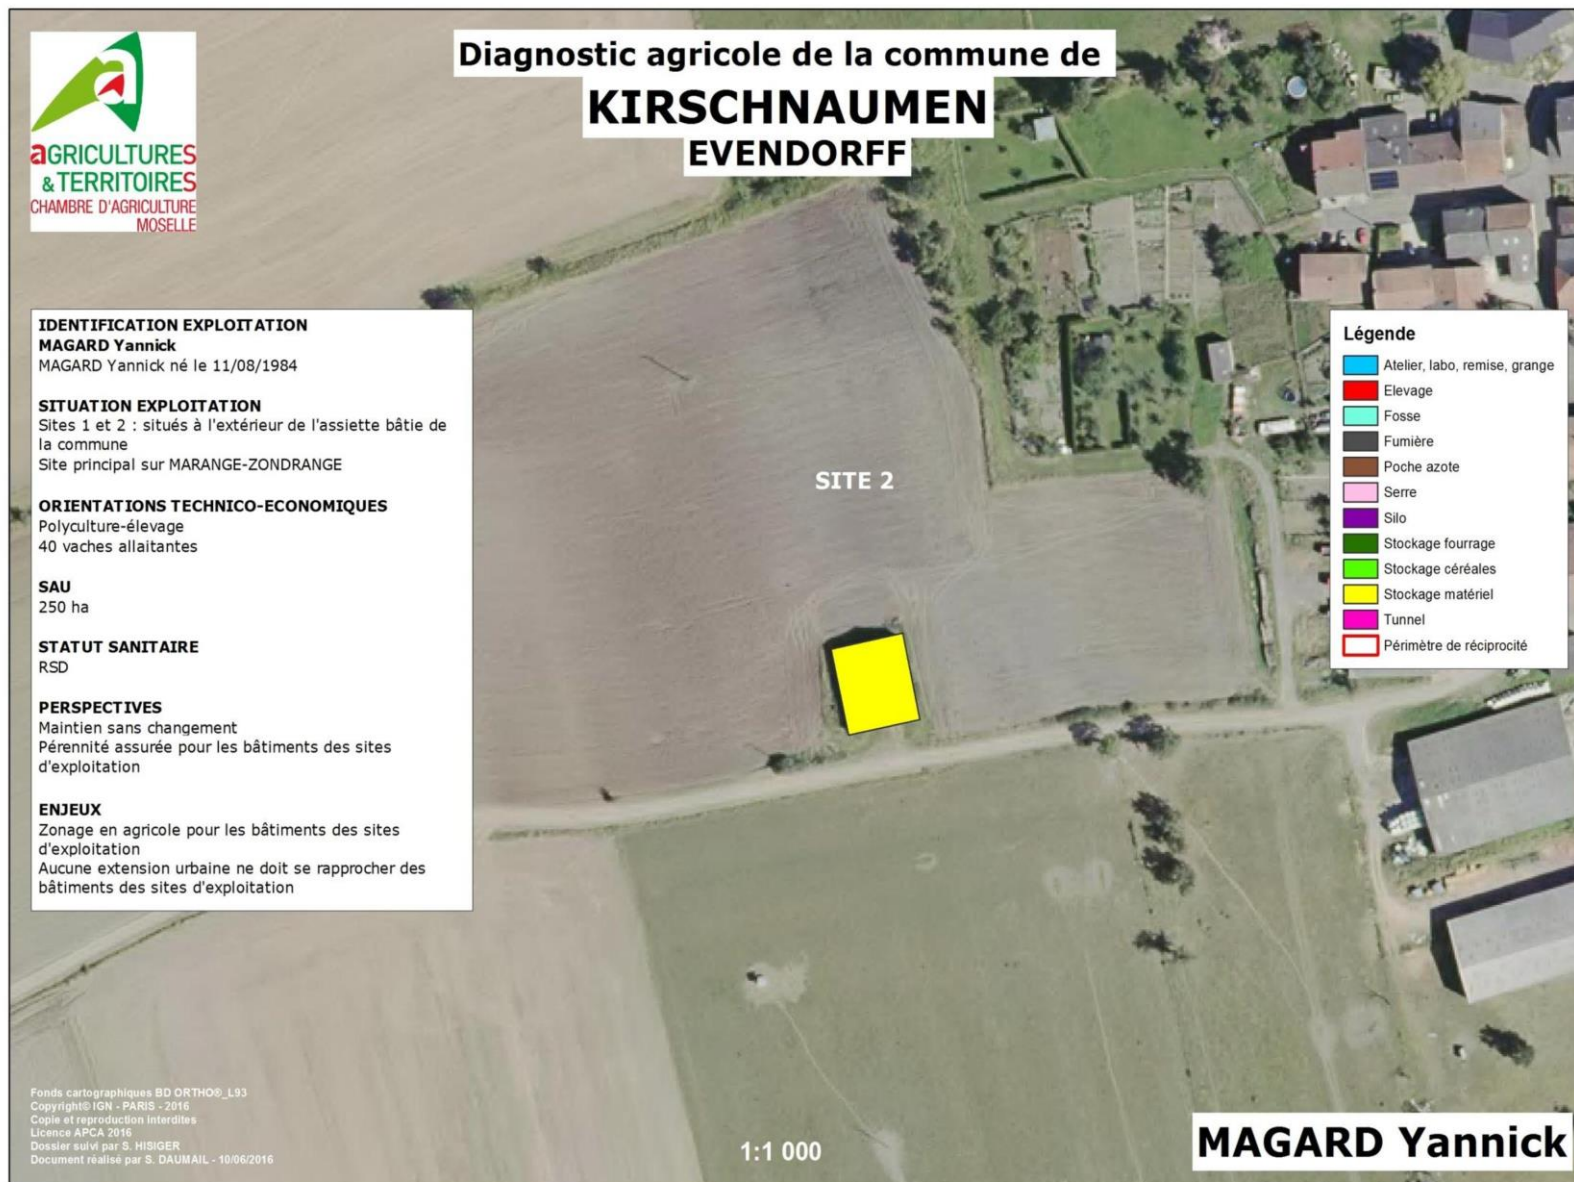 Diagnostic agricole de la commune de
KIRSCHNAUMEN
EVENDORFF
a
aGRICULTURES
& TERRITOIRES
CHAMBRE D'AGRICULTURE
MOSELLE
IDENTIFICATION EXPLOITATION
MAGARD Yannick
MAGARD Yannick né le 11/08/1984
SITUATION EXPLOITATION
Sites 1 et 2 : situés à l'extérieur de l'assiette bâtie de
la commune
Site principal sur MARANGE-ZONDRANGE
ORIENTATIONS TECHNICO-ECONOMIQUES
Polyculture-élevage
40 vaches allaitantes
SAU
250 ha
STATUT SANITAIRE
RSD
PERSPECTIVES
Maintien sans changement
Pérennité assurée pour les bâtiments des sites
d'exploitation
ENJEUX
Zonage en agricole pour les bâtiments des sites
d'exploitation
Aucune extension urbaine ne doit se rapprocher des
bâtiments des sites d'exploitation
SITE 2
Légende
Atelier, labo, remise, grange
Elevage
Fosse
Fumière
Poche azote
Serre
Silo
Stockage fourrage
Stockage céréales
Stockage matériel
Tunnel
Périmètre de réciprocité
Fonds cartographiques BD ORTHO®_L93
Copyright© IGN - PARIS - 2016
Copie et reproduction interdites
Licence APCA 2016
Dossier suivi par S. HISIGER
Document réalisé par S. DAUMAIL - 10/06/2016
1:1 000
MAGARD Yannick